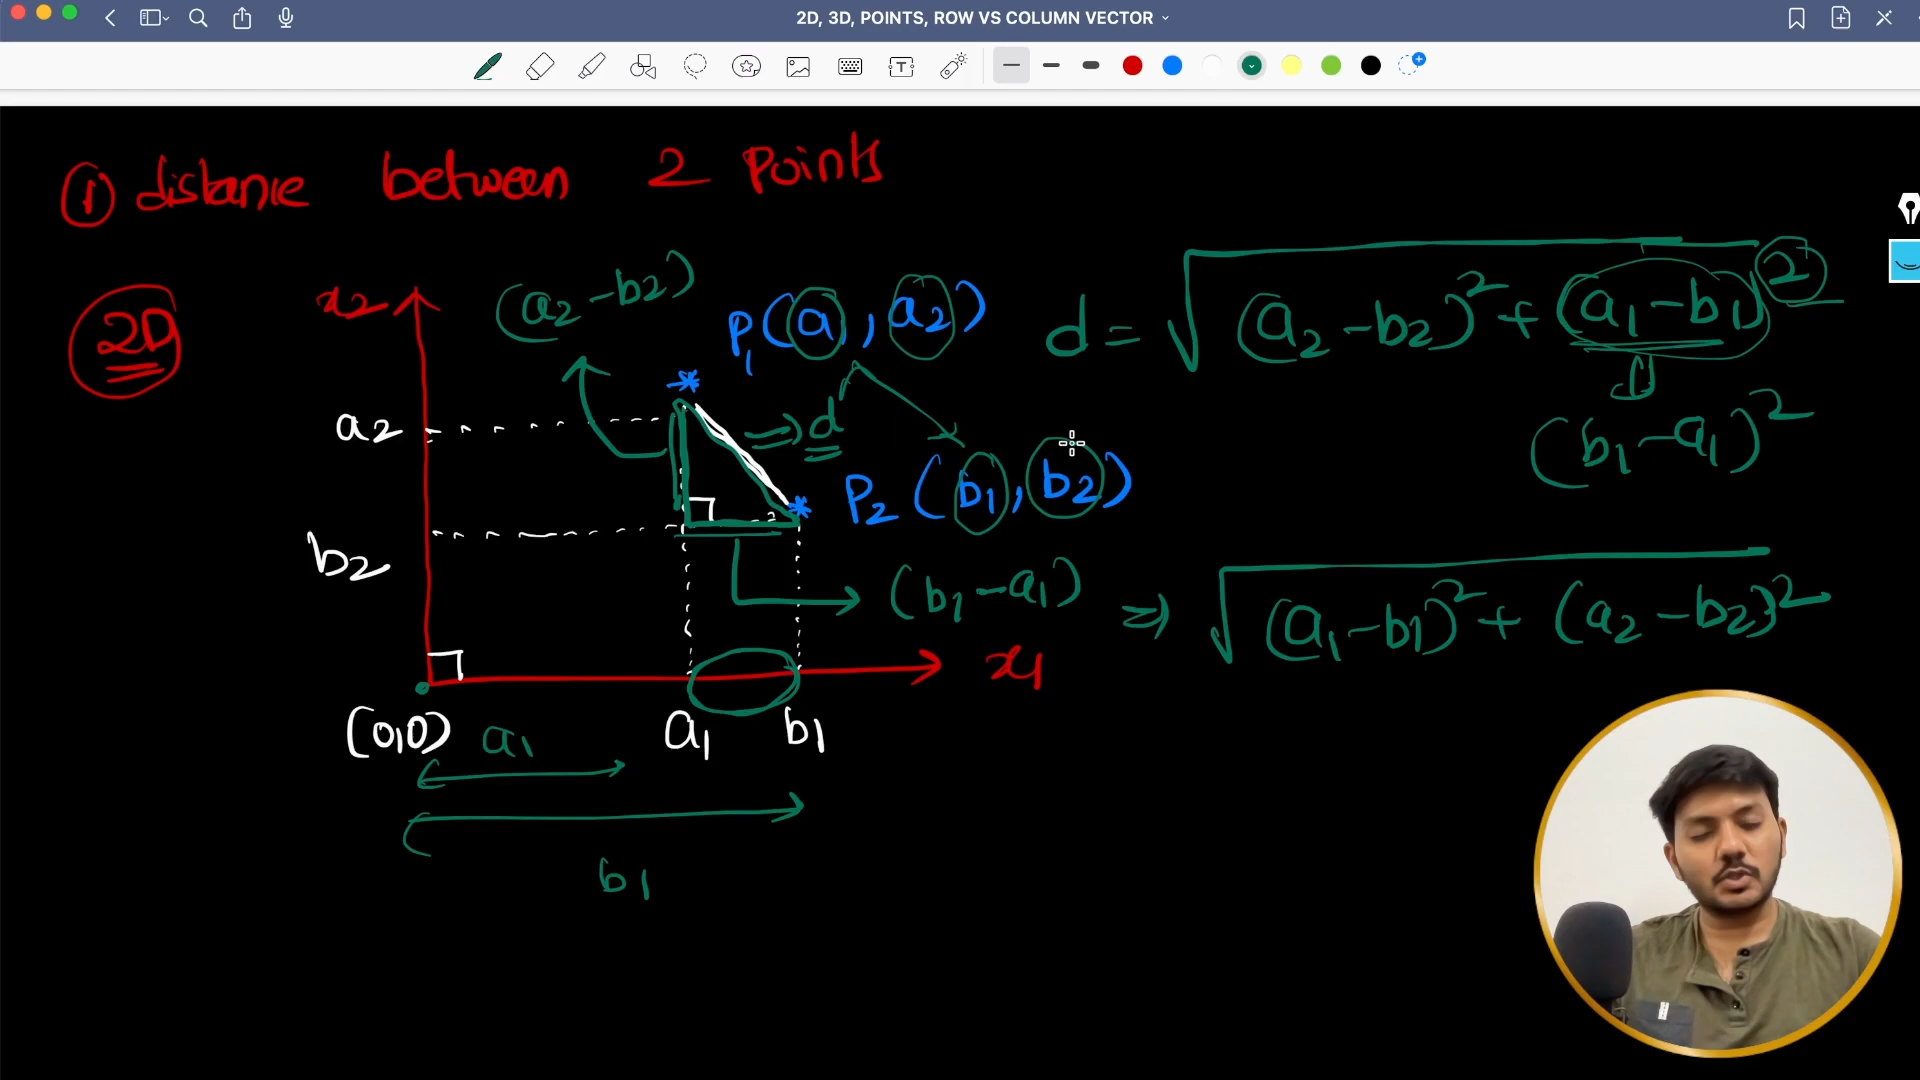 2D, 3D, POINTS, ROW VS COLUMN VECTOR
① distance between 2 points
2D
x2
(a2 - b2)
P1 (a1, a2)
d = √(a2 - b2)² + (a1 - b1)²
(b1 - a1)²
a2
⇒ d
P2 (b1, b2)
b2
(b1 - a1)
⇒ √(a1 - b1)² + (a2 - b2)²
x1
(0,0)
a1
a1
b1
b1